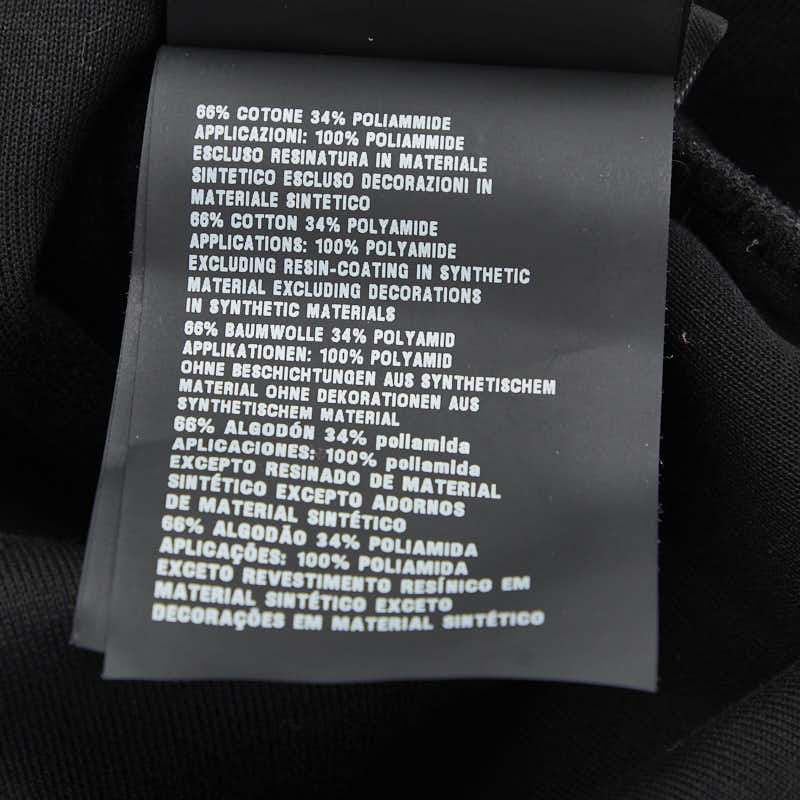 66% COTONE 34% POLIAMMIDE
APPLICAZIONI: 100% POLIAMMIDE
ESCLUSO RESINATURA IN MATERIALE
SINTETICO ESCLUSO DECORAZIONI IN
MATERIALE SINTETICO
66% COTTON 34% POLYAMIDE
APPLICATIONS: 100% POLYAMIDE
EXCLUDING RESIN-COATING IN SYNTHETIC
MATERIAL EXCLUDING DECORATIONS
IN SYNTHETIC MATERIALS
66% BAUMWOLLE 34% POLYAMID
APPLIKATIONEN: 100% POLYAMID
OHNE BESCHICHTUNGEN AUS SYNTHETISCHEM
MATERIAL OHNE DEKORATIONEN AUS
SYNTHETISCHEM MATERIAL
66% ALGODÓN 34% poliamida
APLICACIONES: 100% poliamida
EXCEPTO RESINADO DE MATERIAL
SINTÉTICO EXCEPTO ADORNOS
DE MATERIAL SINTÉTICO
66% ALGODÃO 34% POLIAMIDA
APLICAÇÕES: 100% POLIAMIDA
EXCETO REVESTIMENTO RESÍNICO EM
MATERIAL SINTÉTICO EXCETO
DECORAÇÕES EM MATERIAL SINTÉTICO